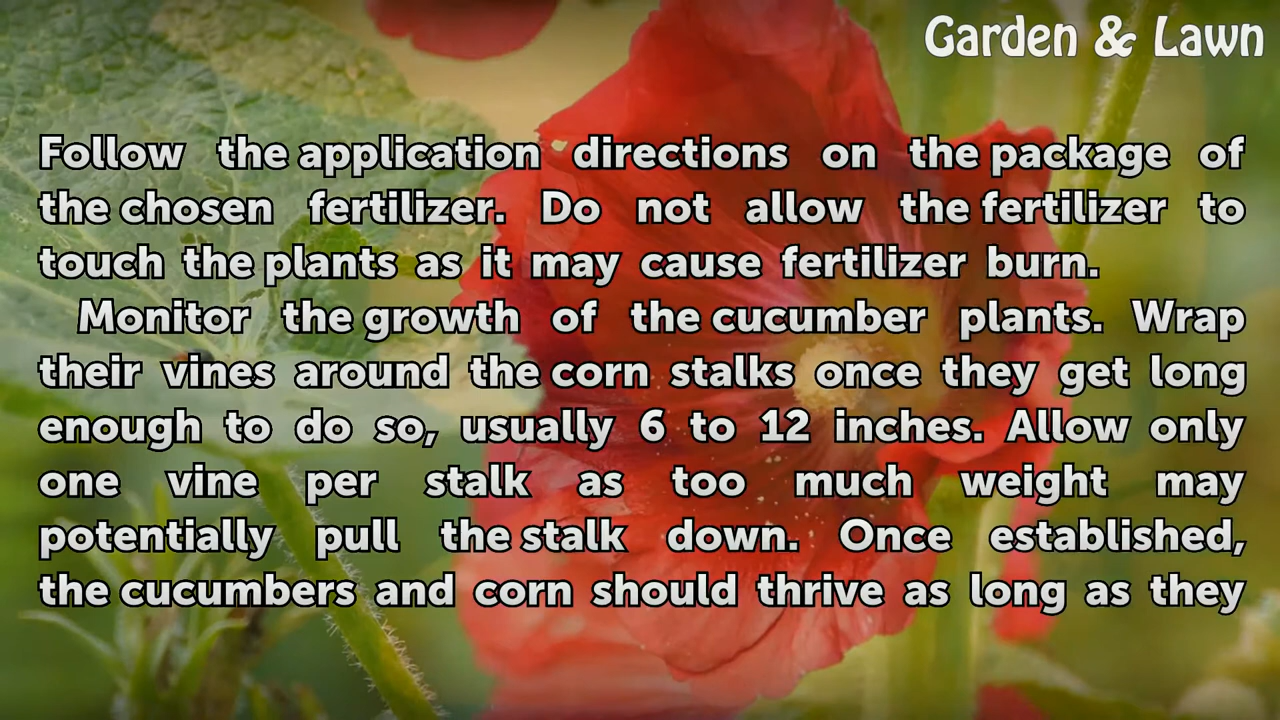 Garden & Lawn
Follow the application directions on the package of
the chosen fertilizer. Do not allow the fertilizer to
touch the plants as it may cause fertilizer burn.
Monitor the growth of the cucumber plants. Wrap
their vines around the corn stalks once they get long
enough to do so, usually 6 to 12 inches. Allow only
one vine per stalk as too much weight may
potentially pull the stalk down. Once established,
the cucumbers and corn should thrive as long as they